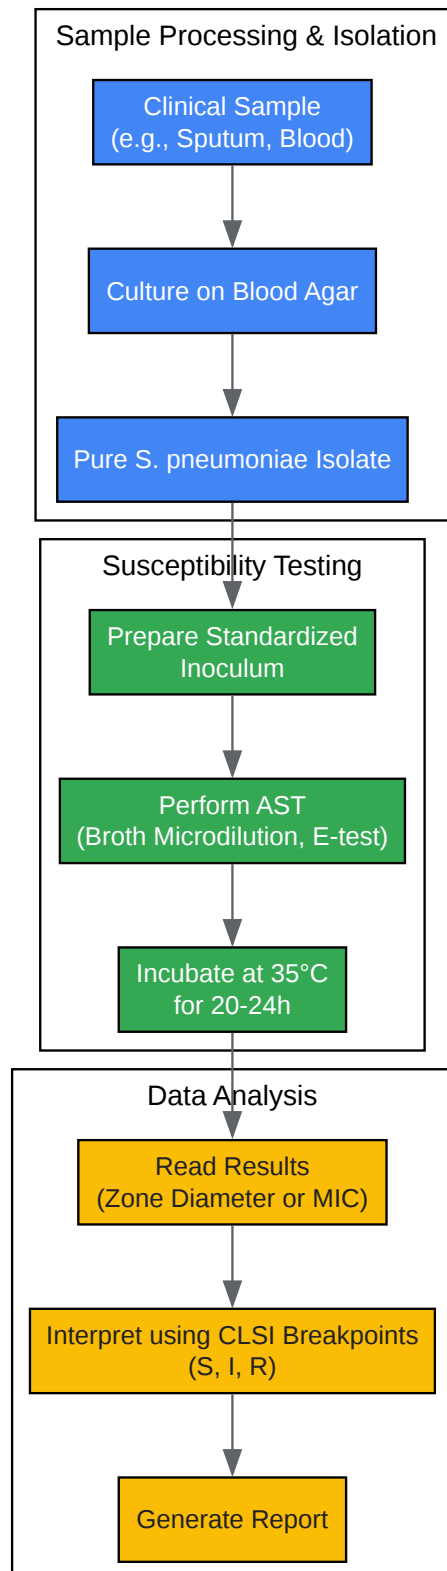 Sample Processing & Isolation
Clinical Sample
(e.g., Sputum, Blood)
Culture on Blood Agar
Pure S. pneumoniae Isolate
Susceptibility Testing
Prepare Standardized
Inoculum
Perform AST
(Broth Microdilution, E-test)
Incubate at 35°C
for 20-24h
Data Analysis
Read Results
(Zone Diameter or MIC)
Interpret using CLSI Breakpoints
(S, I, R)
Generate Report